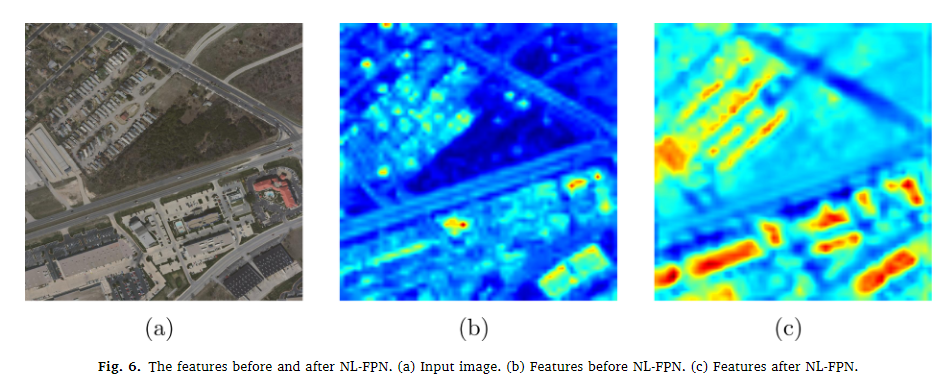 (a) (b) (c)
Fig. 6. The features before and after NL-FPN. (a) Input image. (b) Features before NL-FPN. (c) Features after NL-FPN.